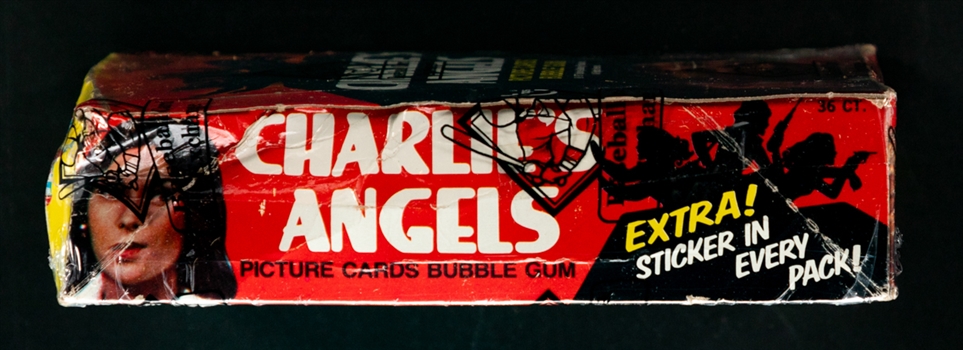 36 CT.
CHARLIE'S
ANGELS
PICTURE CARDS BUBBLE GUM
EXTRA!
STICKER IN
EVERY
PACK!